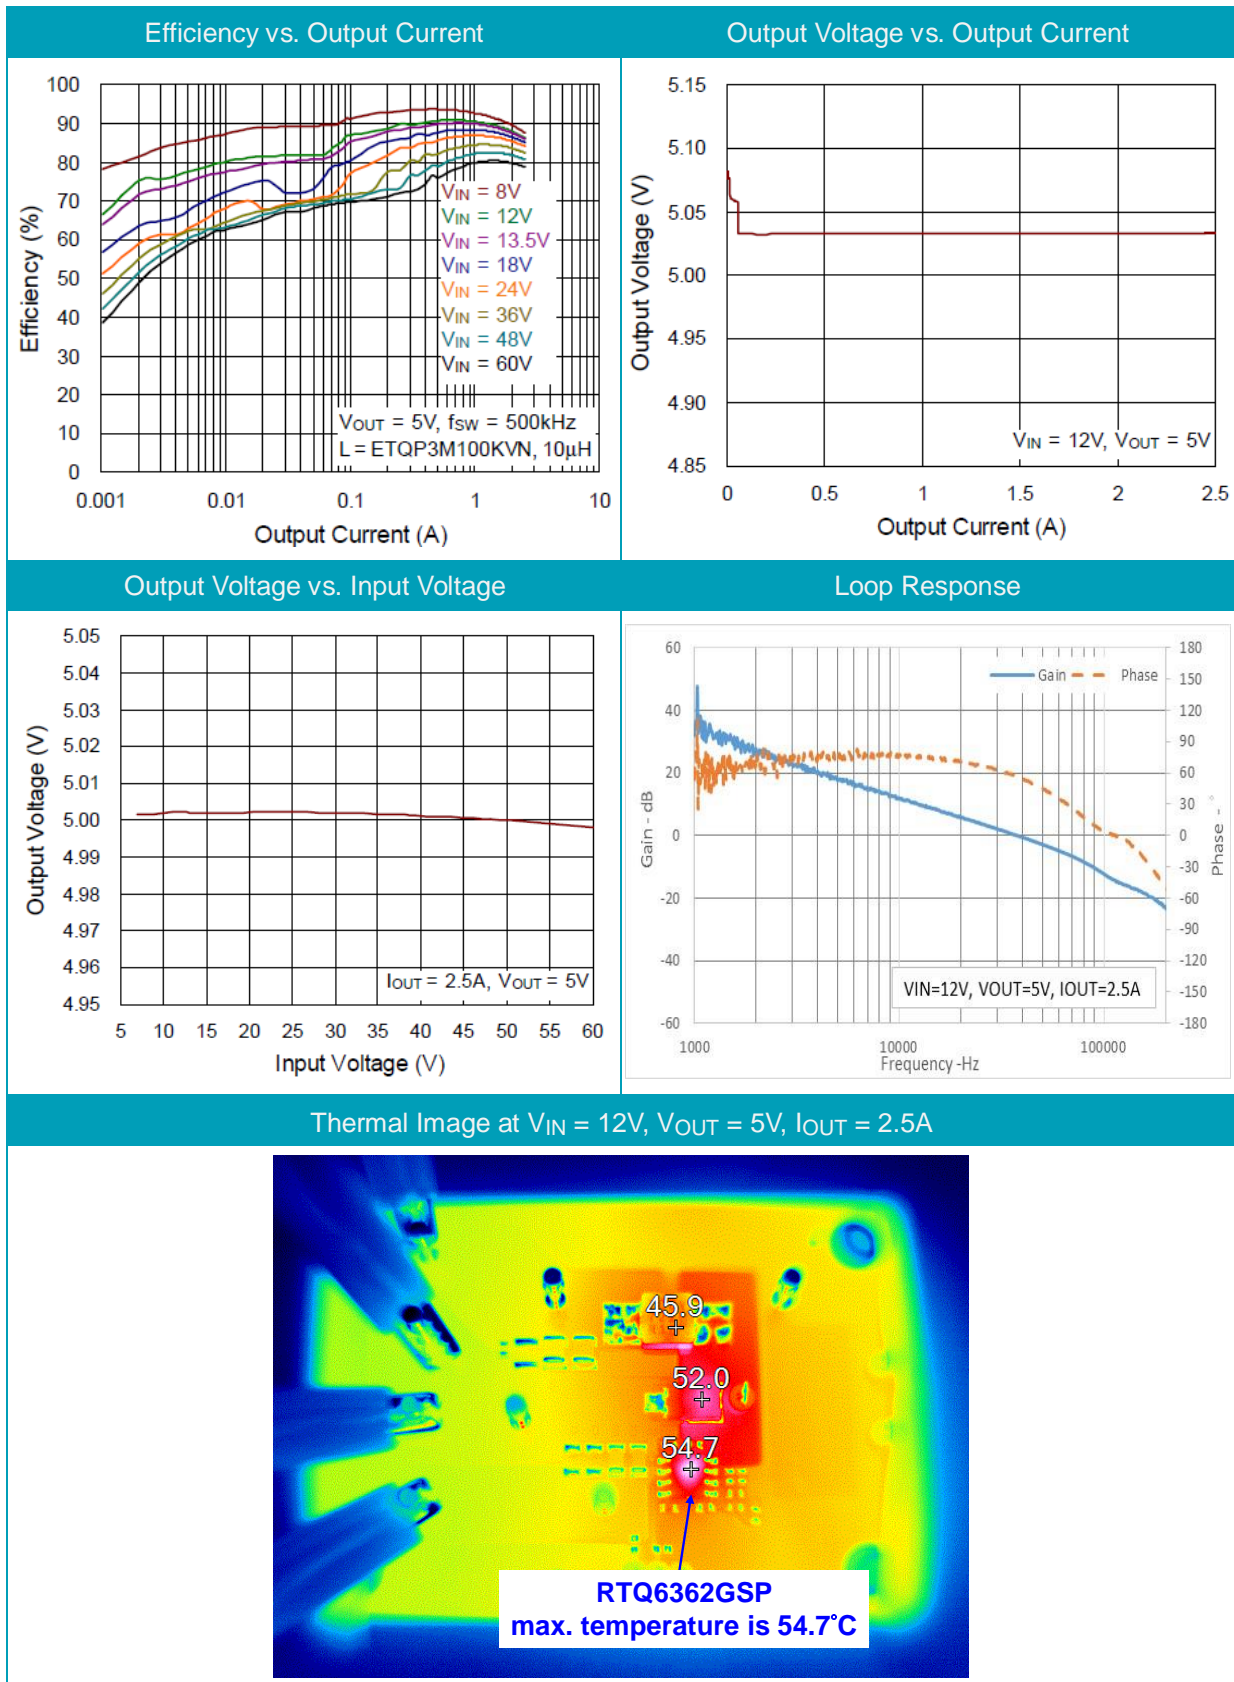 Efficiency vs. Output Current
100
90
80
70
60
50
40
30
20
10
0
Efficiency (%)
VIN = 8V
VIN = 12V
VIN = 13.5V
VIN = 18V
VIN = 24V
VIN = 36V
VIN = 48V
VIN = 60V
VOUT = 5V, fSW = 500kHz
L = ETQP3M100KVN, 10μH
0.001 0.01 0.1 1 10
Output Current (A)
Output Voltage vs. Output Current
5.15
5.10
5.05
5.00
4.95
4.90
4.85
Output Voltage (V)
VIN = 12V, VOUT = 5V
0 0.5 1 1.5 2 2.5
Output Current (A)
Output Voltage vs. Input Voltage
5.05
5.04
5.03
5.02
5.01
5.00
4.99
4.98
4.97
4.96
4.95
Output Voltage (V)
IOUT = 2.5A, VOUT = 5V
5 10 15 20 25 30 35 40 45 50 55 60
Input Voltage (V)
Loop Response
60
40
20
0
-20
-40
-60
Gain - dB
Gain Phase
180
150
120
90
60
30
0
-30
-60
-90
-120
-150
-180
Phase - °
VIN=12V, VOUT=5V, IOUT=2.5A
1000 10000 100000
Frequency -Hz
Thermal Image at VIN = 12V, VOUT = 5V, IOUT = 2.5A
45.9
52.0
54.7
RTQ6362GSP
max. temperature is 54.7°C